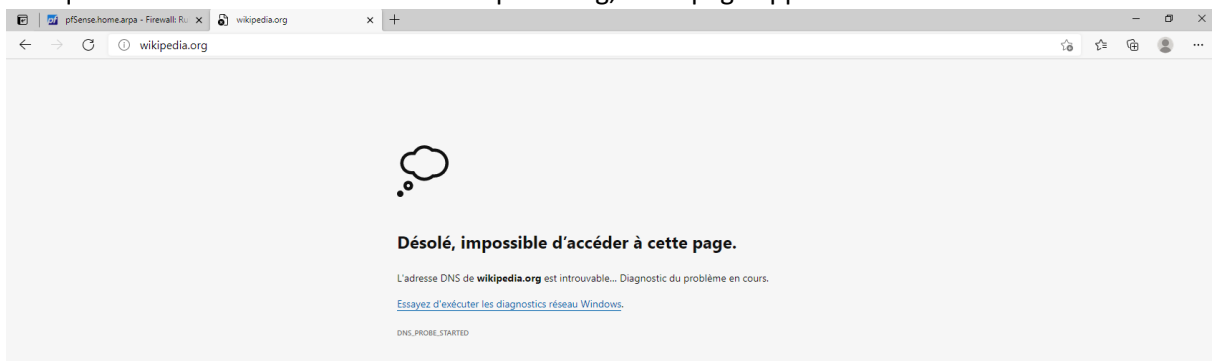 pfSense.home.arpa - Firewall: Ru
wikipedia.org
wikipedia.org
Désolé, impossible d'accéder à cette page.
L'adresse DNS de wikipedia.org est introuvable... Diagnostic du problème en cours.
Essayez d'exécuter les diagnostics réseau Windows.
DNS_PROBE_STARTED